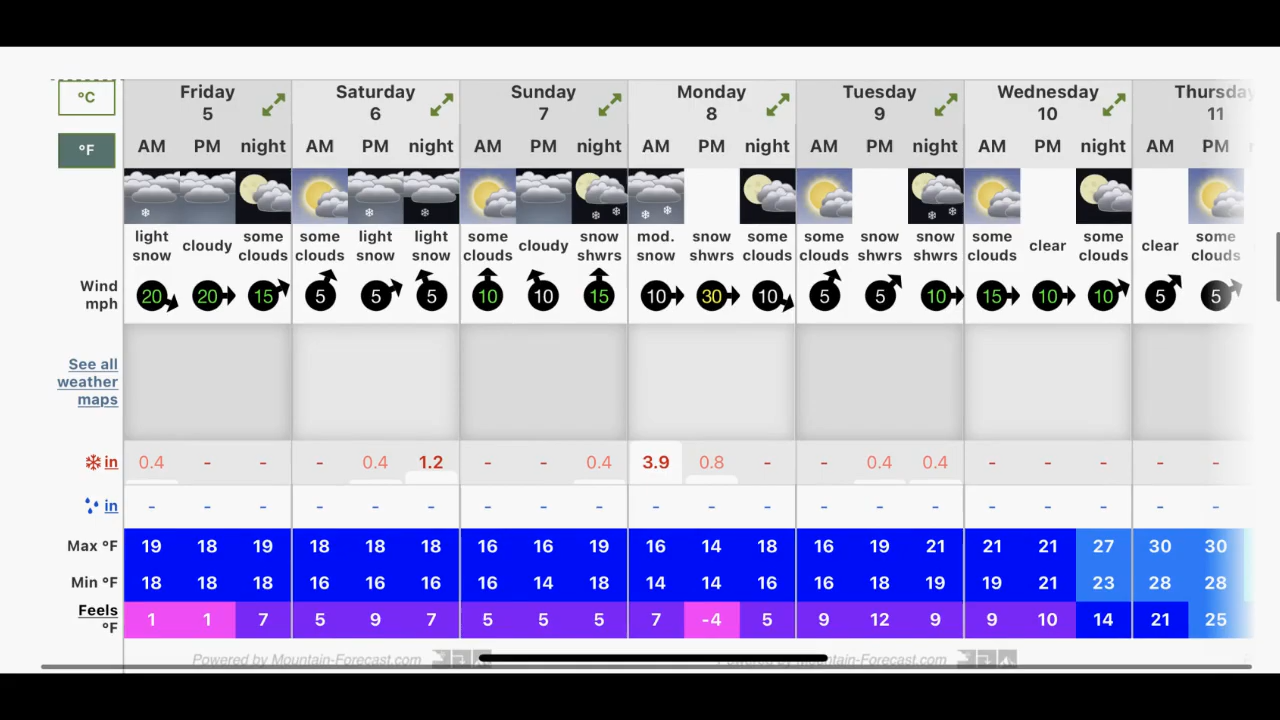 °C
°F
Friday Saturday Sunday Monday Tuesday Wednesday Thursday
5 6 7 8 9 10 11
AM PM night AM PM night AM PM night AM PM night AM PM night AM PM night AM PM
light snow cloudy some clouds some clouds light snow light snow some clouds cloudy snow shwrs mod. snow snow shwrs some clouds some clouds snow shwrs snow shwrs some clouds clear some clouds clear some clouds
Wind mph 20 20 15 5 5 5 10 10 15 10 30 10 5 5 10 15 10 10 5 5
See all
weather
maps
in 0.4 - - - 0.4 1.2 - - 0.4 3.9 0.8 - - 0.4 0.4 - - - - -
in - - - - - - - - - - - - - - - - - - - -
Max °F 19 18 19 18 18 18 16 16 19 16 14 18 16 19 21 21 21 27 30 30
Min °F 18 18 18 16 16 16 16 14 18 14 14 16 16 18 19 19 21 23 28 28
Feels °F 1 1 7 5 9 7 5 5 5 7 -4 5 9 12 9 9 10 14 21 25
Powered by Mountain-Forecast.com Powered by Mountain-Forecast.com